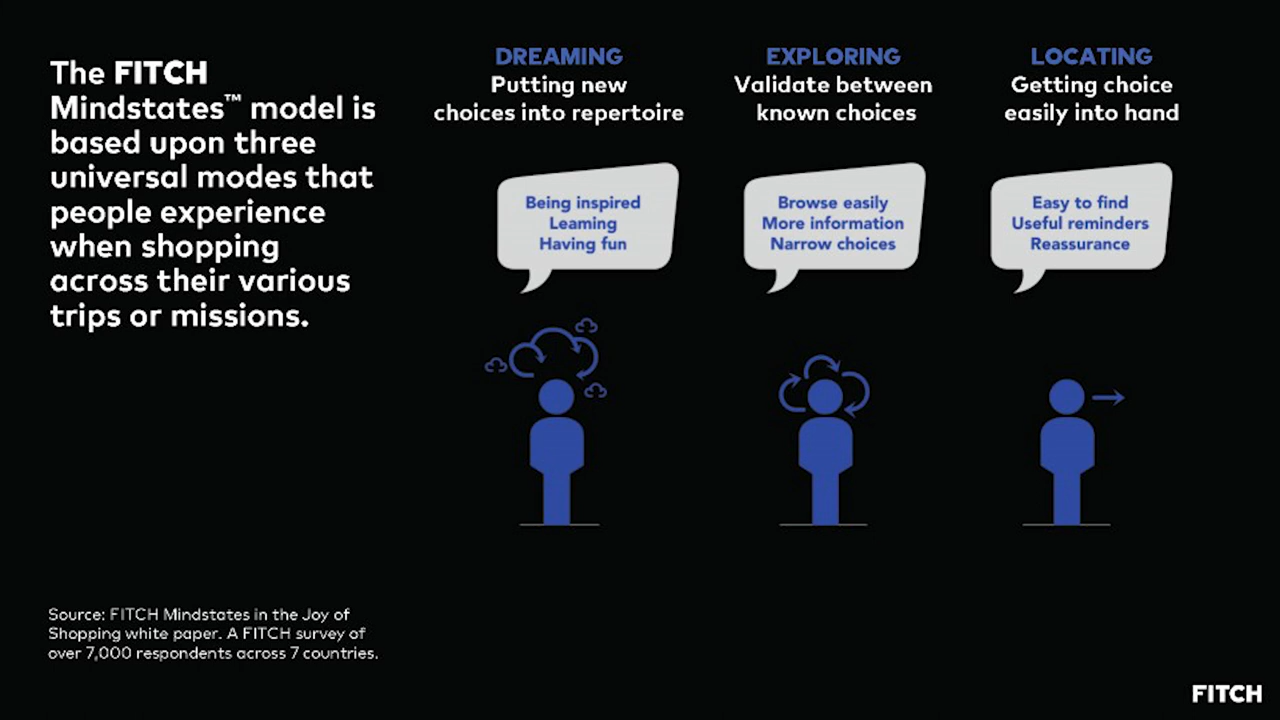 The FITCH
Mindstates™ model is
based upon three
universal modes that
people experience
when shopping
across their various
trips or missions.
DREAMING
Putting new
choices into repertoire
Being inspired
Learning
Having fun
EXPLORING
Validate between
known choices
Browse easily
More information
Narrow choices
LOCATING
Getting choice
easily into hand
Easy to find
Useful reminders
Reassurance
Source: FITCH Mindstates in the Joy of
Shopping white paper. A FITCH survey of
over 7,000 respondents across 7 countries.
FITCH